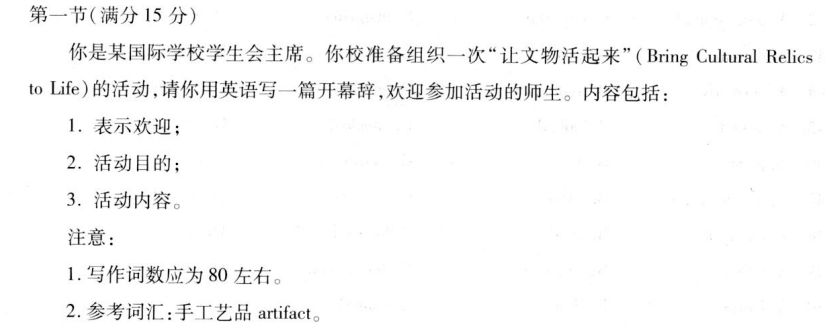 第一节(满分 15 分)
你是某国际学校学生会主席。你校准备组织一次“让文物活起来”(Bring Cultural Relics
to Life)的活动,请你用英语写一篇开幕辞,欢迎参加活动的师生。内容包括:
1. 表示欢迎;
2. 活动目的;
3. 活动内容。
注意:
1. 写作词数应为 80 左右。
2. 参考词汇:手工艺品 artifact。